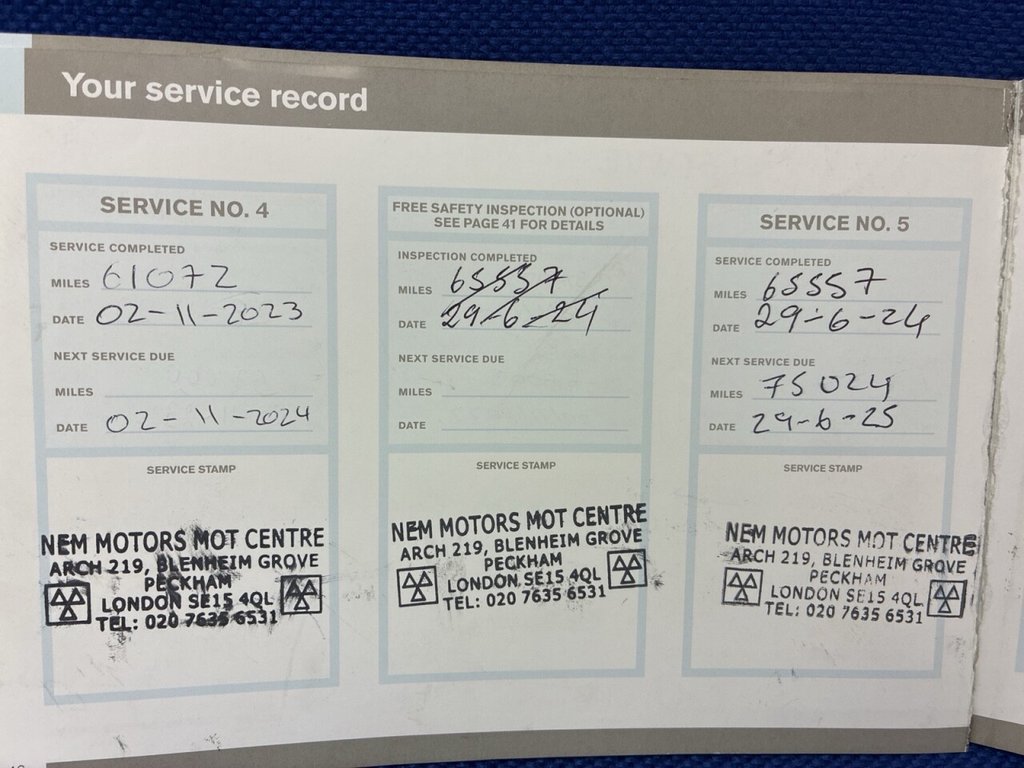 Your service record
SERVICE NO. 4
SERVICE COMPLETED
MILES 61072
DATE 02-11-2023
NEXT SERVICE DUE
MILES
DATE 02-11-2024
SERVICE STAMP
NEM MOTORS MOT CENTRE
ARCH 219, BLENHEIM GROVE
PECKHAM
LONDON SE15 4QL
TEL: 020 7635 6531
FREE SAFETY INSPECTION (OPTIONAL)
SEE PAGE 41 FOR DETAILS
INSPECTION COMPLETED
MILES 65557
DATE 29-6-24
NEXT SERVICE DUE
MILES
DATE
SERVICE STAMP
NEM MOTORS MOT CENTRE
ARCH 219, BLENHEIM GROVE
PECKHAM
LONDON SE15 4QL
TEL: 020 7635 6531
SERVICE NO. 5
SERVICE COMPLETED
MILES 65557
DATE 29-6-24
NEXT SERVICE DUE
MILES 75024
DATE 29-6-25
SERVICE STAMP
NEM MOTORS MOT CENTRE
ARCH 219, BLENHEIM GROVE
PECKHAM
LONDON SE15 4QL
TEL: 020 7635 6531